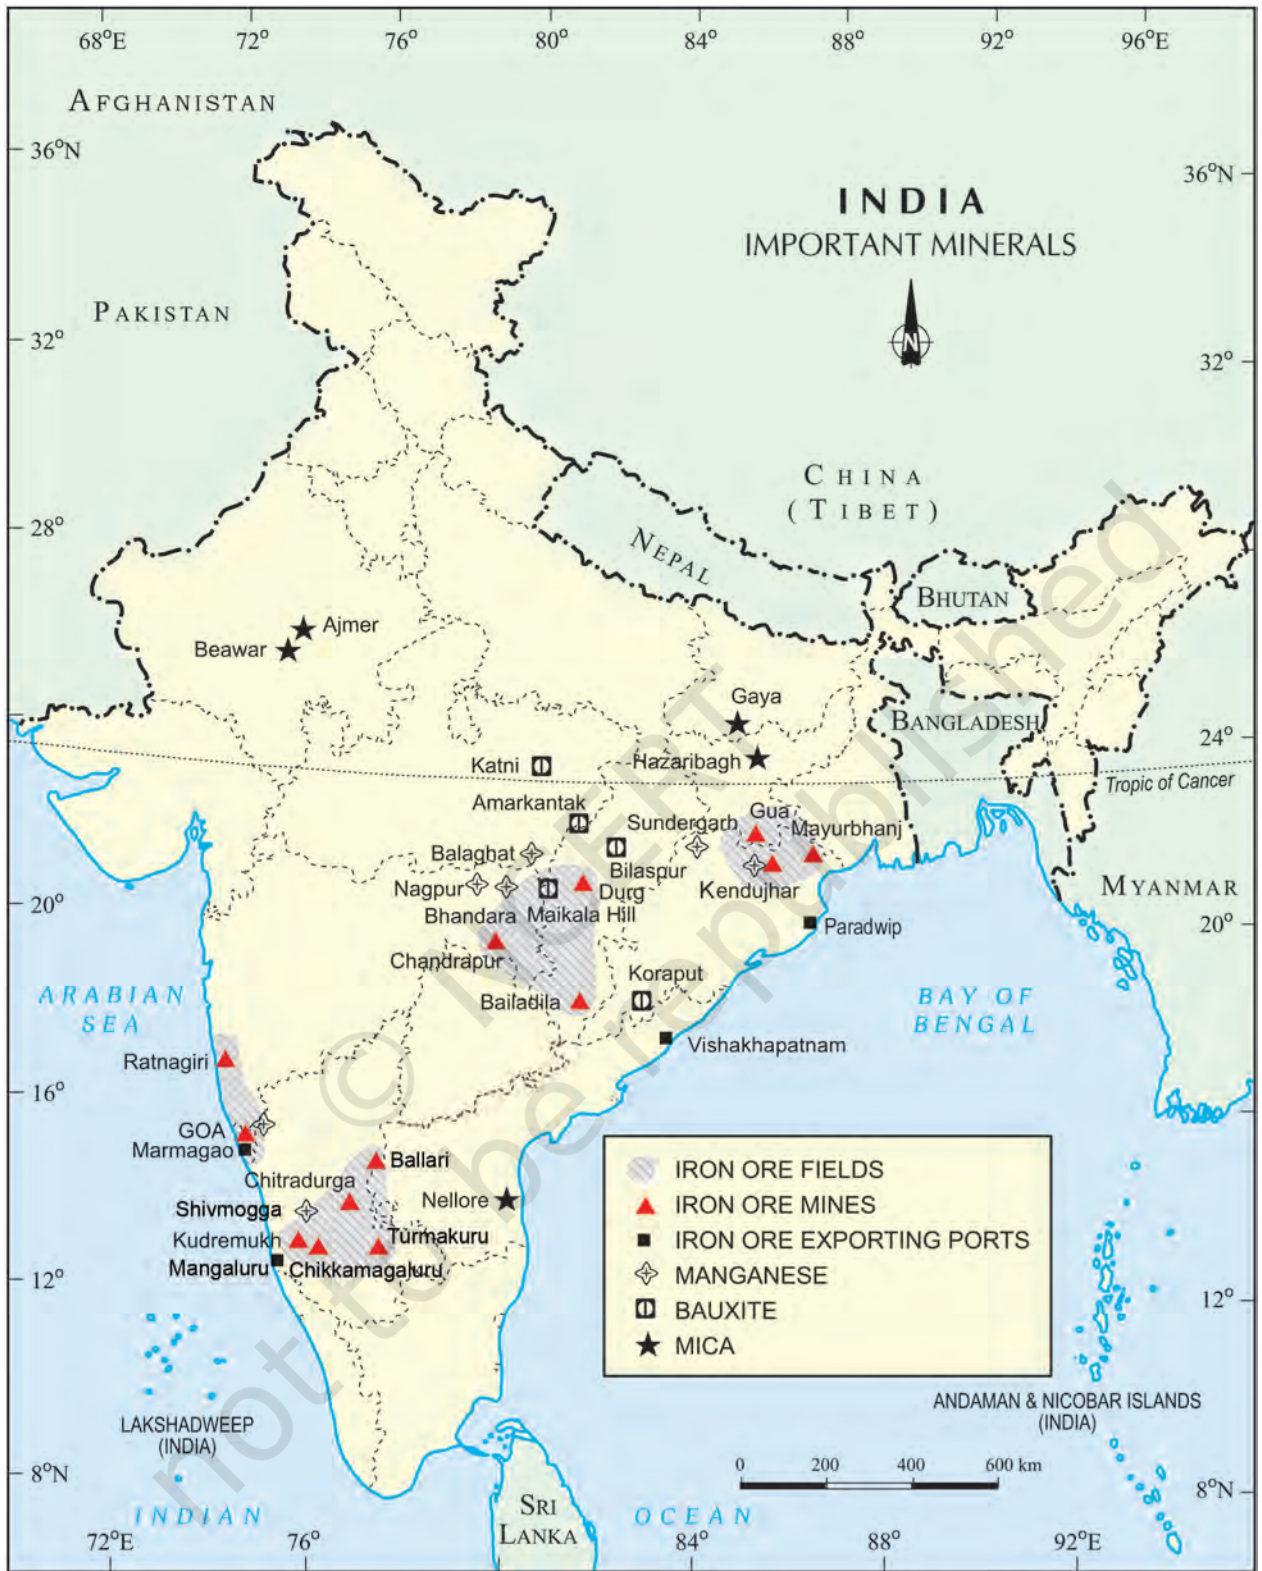 68°E 72° 76° 80° 84° 88° 92° 96°E
AFGHANISTAN
36°N
36°N
INDIA
IMPORTANT MINERALS
N
PAKISTAN
32°
32°
CHINA
(TIBET)
28°
NEPAL
BHUTAN
Ajmer
Beawar
Gaya
BANGLADESH
24°
Katni
Hazaribagh
Tropic of Cancer
Amarkantak
Sundergarh
Gua
Mayurbhanj
Balaghat
Bilaspur
Nagpur
Durg
Kendujhar
MYANMAR
20°
Bhandara
Maikala Hill
20°
Paradwip
Chandrapur
Koraput
ARABIAN
SEA
Bailadila
BAY OF
BENGAL
Vishakhapatnam
Ratnagiri
16°
GOA
Marmagao
Ballari
Chitradurga
Nellore
Shivmogga
Kudremukh
Turmakuru
Mangaluru
Chikkamagaluru
12°
12°
IRON ORE FIELDS
IRON ORE MINES
IRON ORE EXPORTING PORTS
MANGANESE
BAUXITE
MICA
LAKSHADWEEP
(INDIA)
ANDAMAN & NICOBAR ISLANDS
(INDIA)
8°N
0 200 400 600 km
8°N
SRI
LANKA
INDIAN OCEAN
72°E 76° 84° 88° 92°E
© NCERT
not to be republished